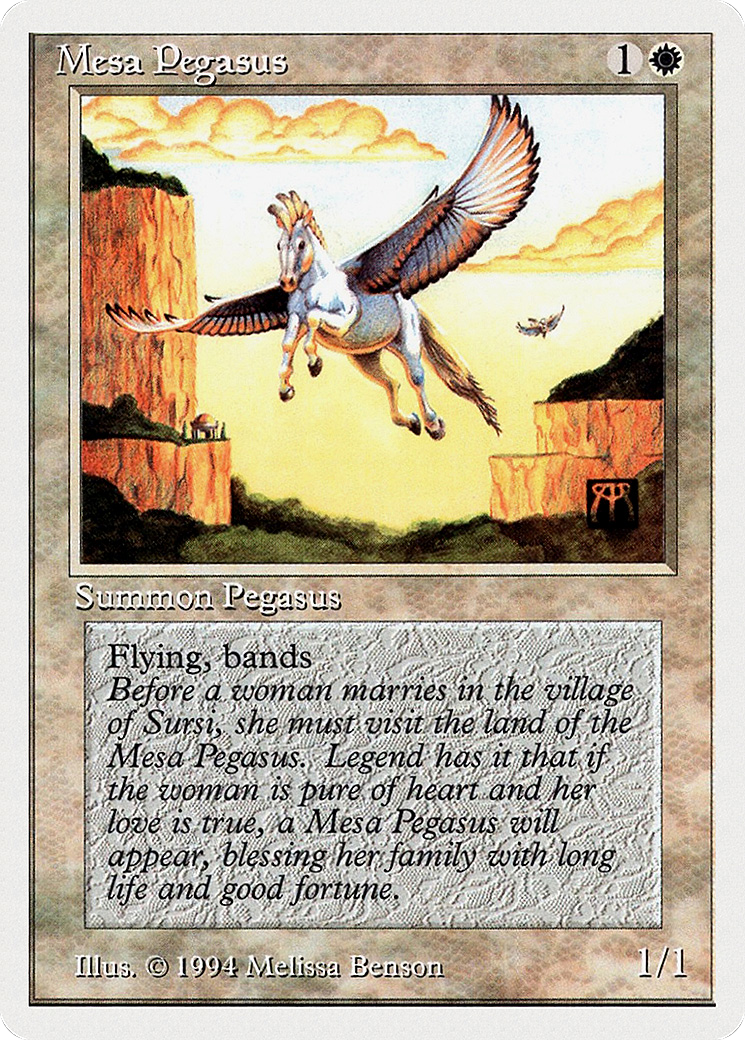 Mesa Pegasus
1
Summon Pegasus
Flying, bands
Before a woman marries in the village
of Sursi, she must visit the land of the
Mesa Pegasus. Legend has it that if
the woman is pure of heart and her
love is true, a Mesa Pegasus will
appear, blessing her family with long
life and good fortune.
Illus. © 1994 Melissa Benson
1/1